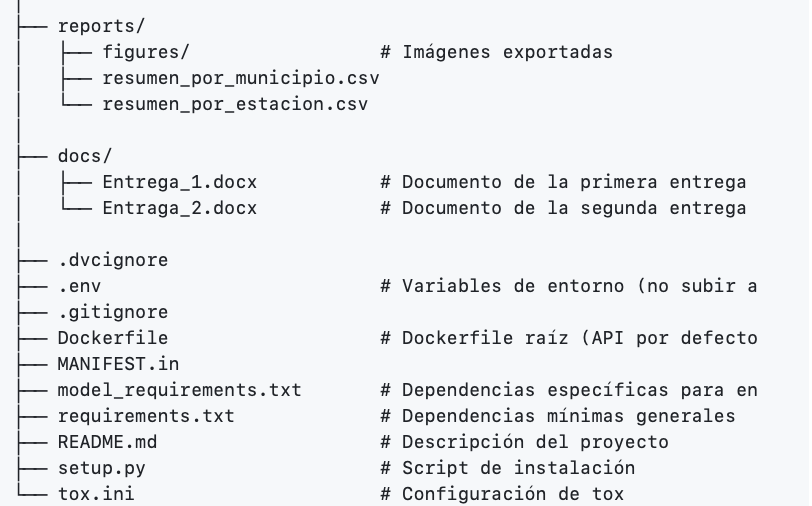 ├── reports/
│   ├── figures/                 # Imágenes exportadas
│   ├── resumen_por_municipio.csv
│   └── resumen_por_estacion.csv
│
├── docs/
│   ├── Entrega_1.docx           # Documento de la primera entrega
│   └── Entraga_2.docx           # Documento de la segunda entrega
│
├── .dvcignore
├── .env                         # Variables de entorno (no subir a
├── .gitignore
├── Dockerfile                   # Dockerfile raíz (API por defecto
├── MANIFEST.in
├── model_requirements.txt       # Dependencias específicas para en
├── requirements.txt             # Dependencias mínimas generales
├── README.md                    # Descripción del proyecto
├── setup.py                     # Script de instalación
└── tox.ini                      # Configuración de tox